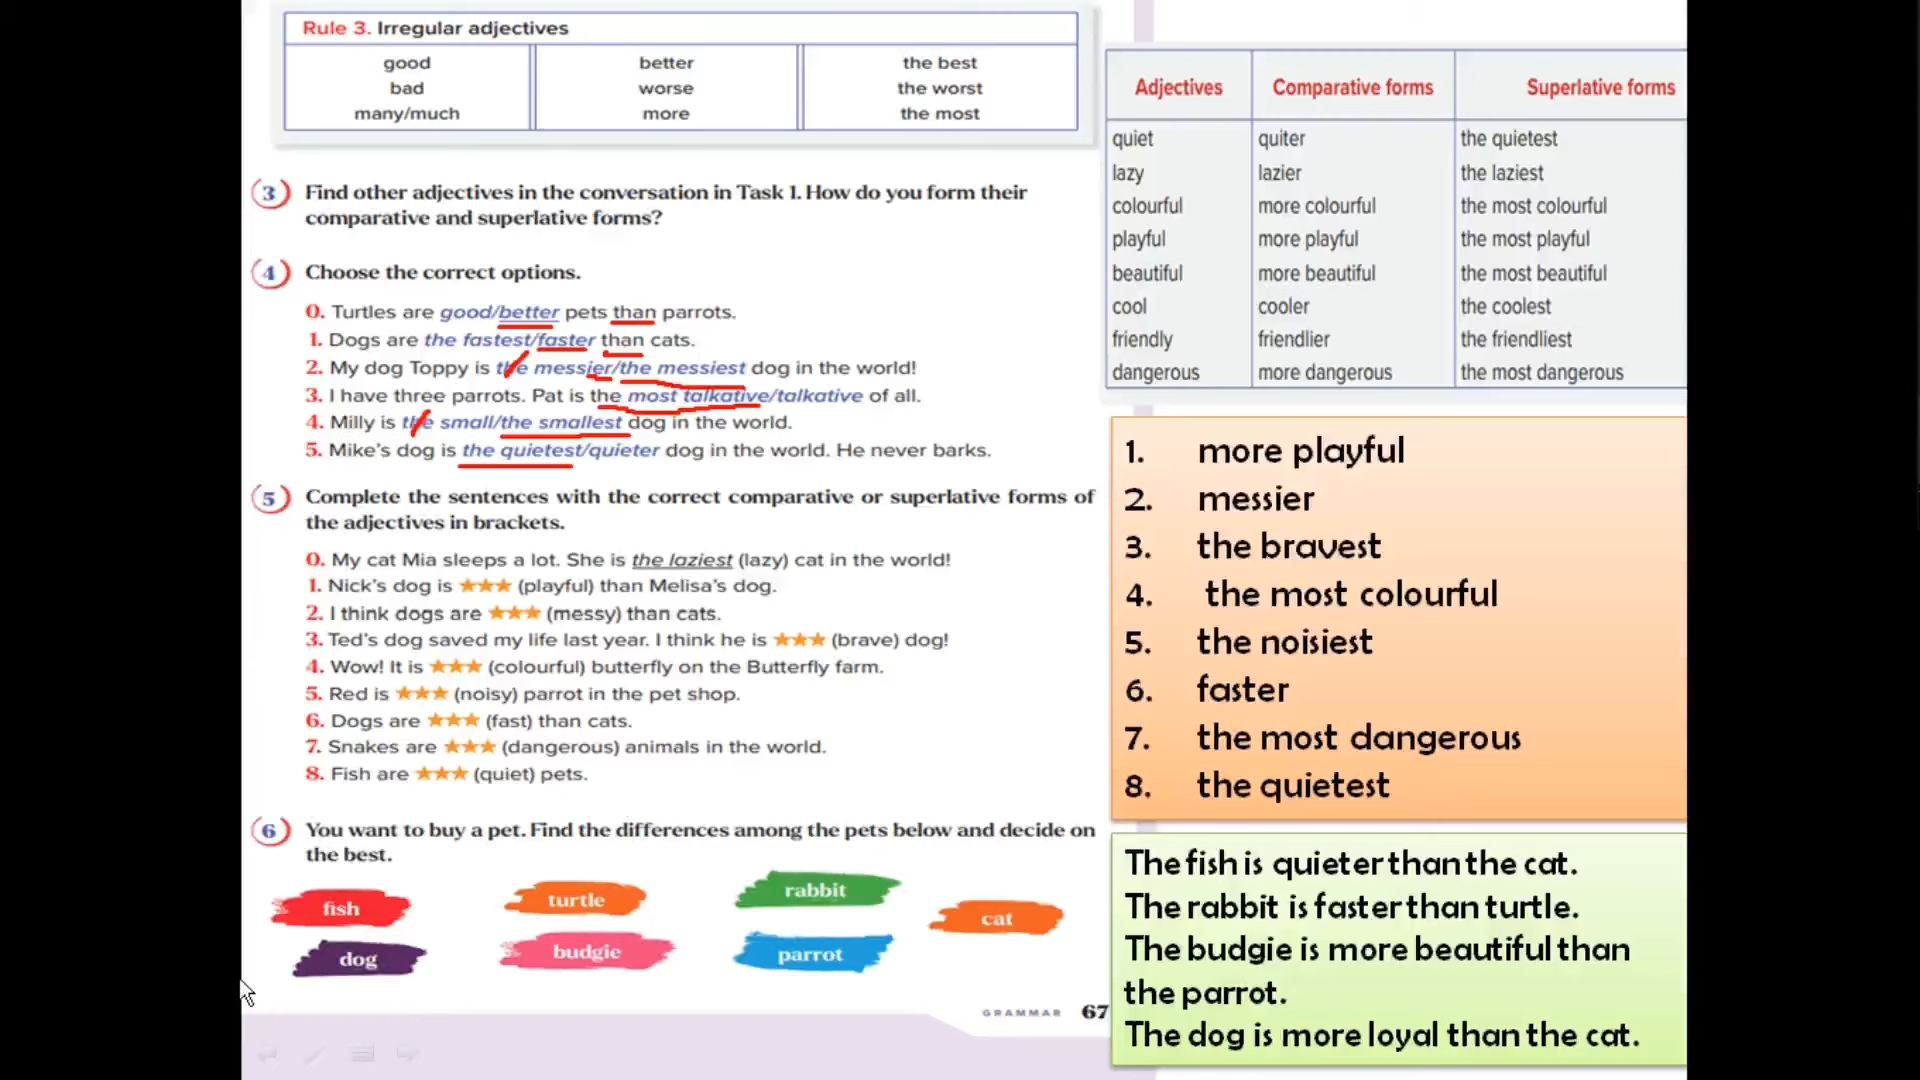 Rule 3. Irregular adjectives
good better the best
bad worse the worst
many/much more the most
3 Find other adjectives in the conversation in Task 1. How do you form their
comparative and superlative forms?
4 Choose the correct options.
0. Turtles are good/better pets than parrots.
1. Dogs are the fastest/faster than cats.
2. My dog Toppy is the messier/the messiest dog in the world!
3. I have three parrots. Pat is the most talkative/talkative of all.
4. Milly is the small/the smallest dog in the world.
5. Mike's dog is the quietest/quieter dog in the world. He never barks.
5 Complete the sentences with the correct comparative or superlative forms of
the adjectives in brackets.
0. My cat Mia sleeps a lot. She is the laziest (lazy) cat in the world!
1. Nick's dog is ★★★ (playful) than Melisa's dog.
2. I think dogs are ★★★ (messy) than cats.
3. Ted's dog saved my life last year. I think he is ★★★ (brave) dog!
4. Wow! It is ★★★ (colourful) butterfly on the Butterfly farm.
5. Red is ★★★ (noisy) parrot in the pet shop.
6. Dogs are ★★★ (fast) than cats.
7. Snakes are ★★★ (dangerous) animals in the world.
8. Fish are ★★★ (quiet) pets.
6 You want to buy a pet. Find the differences among the pets below and decide on
the best.
fish turtle rabbit cat
dog budgie parrot
GRAMMAR 67
Adjectives Comparative forms Superlative forms
quiet quiter the quietest
lazy lazier the laziest
colourful more colourful the most colourful
playful more playful the most playful
beautiful more beautiful the most beautiful
cool cooler the coolest
friendly friendlier the friendliest
dangerous more dangerous the most dangerous
1. more playful
2. messier
3. the bravest
4. the most colourful
5. the noisiest
6. faster
7. the most dangerous
8. the quietest
The fish is quieter than the cat.
The rabbit is faster than turtle.
The budgie is more beautiful than
the parrot.
The dog is more loyal than the cat.